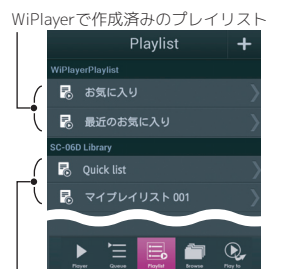 WiPlayerで作成済みのプレイリスト
Playlist +
WiPlayerPlaylist
お気に入り
最近のお気に入り
SC-06D Library
Quick list
マイプレイリスト 001
Player Queue Playlist Browse Play to